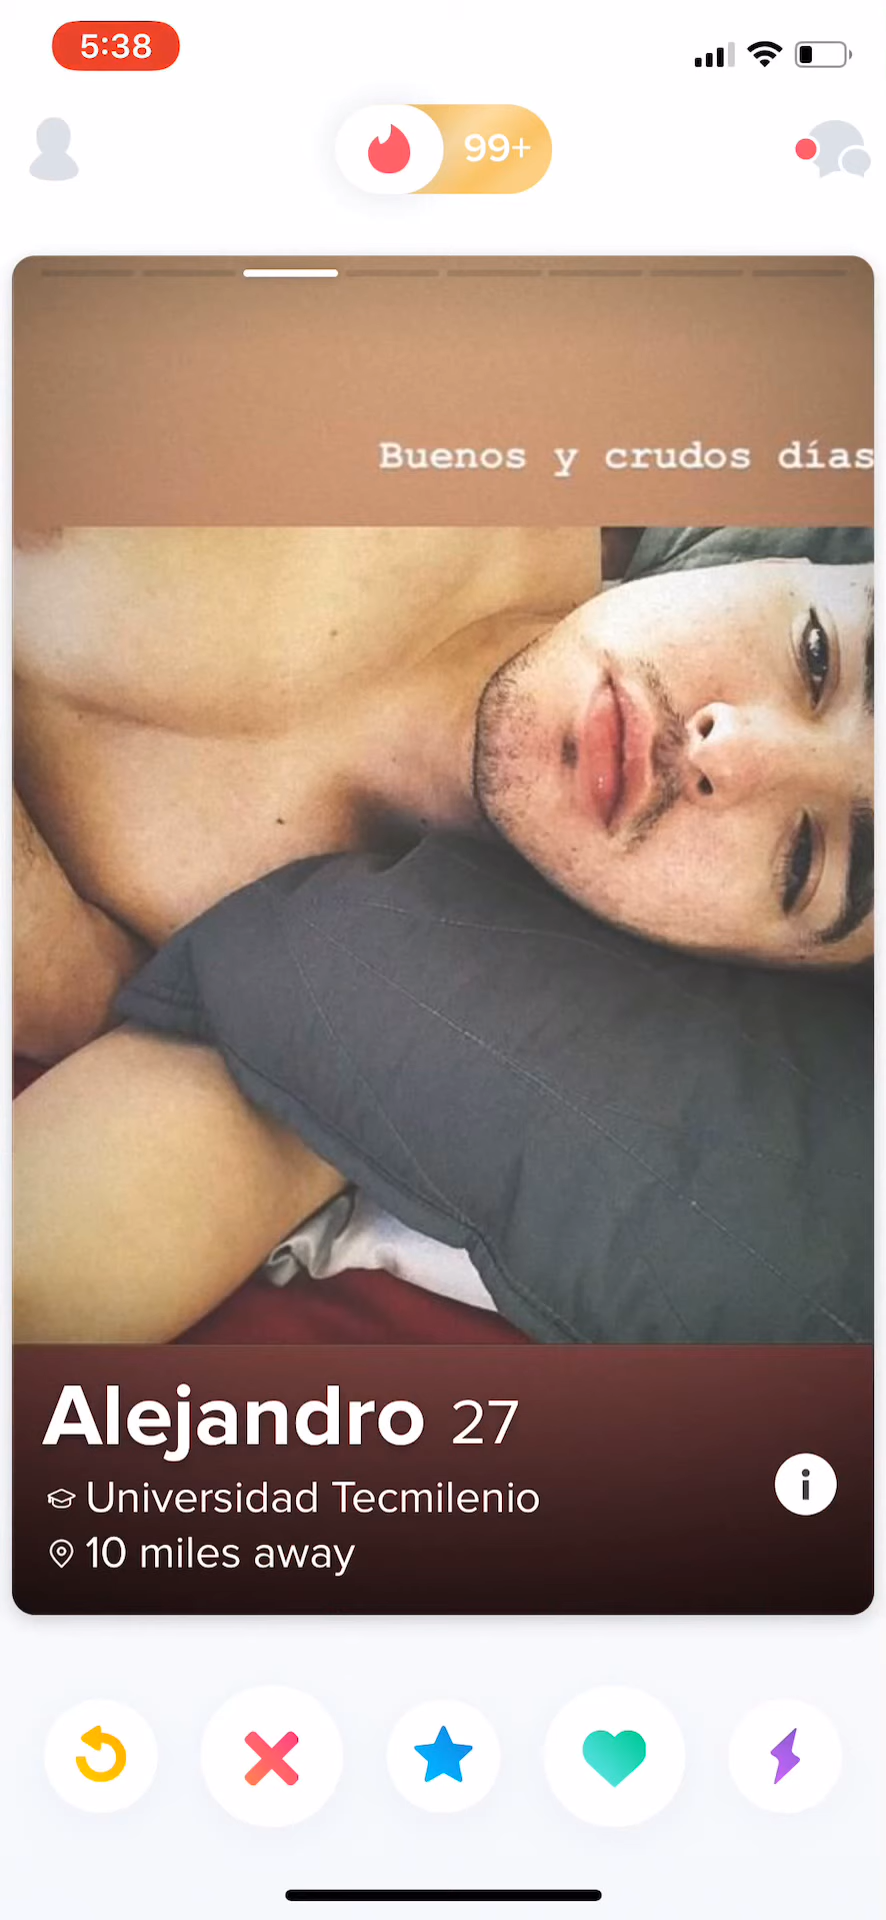 5:38
99+
Buenos y crudos días
Alejandro 27
Universidad Tecmilenio
10 miles away